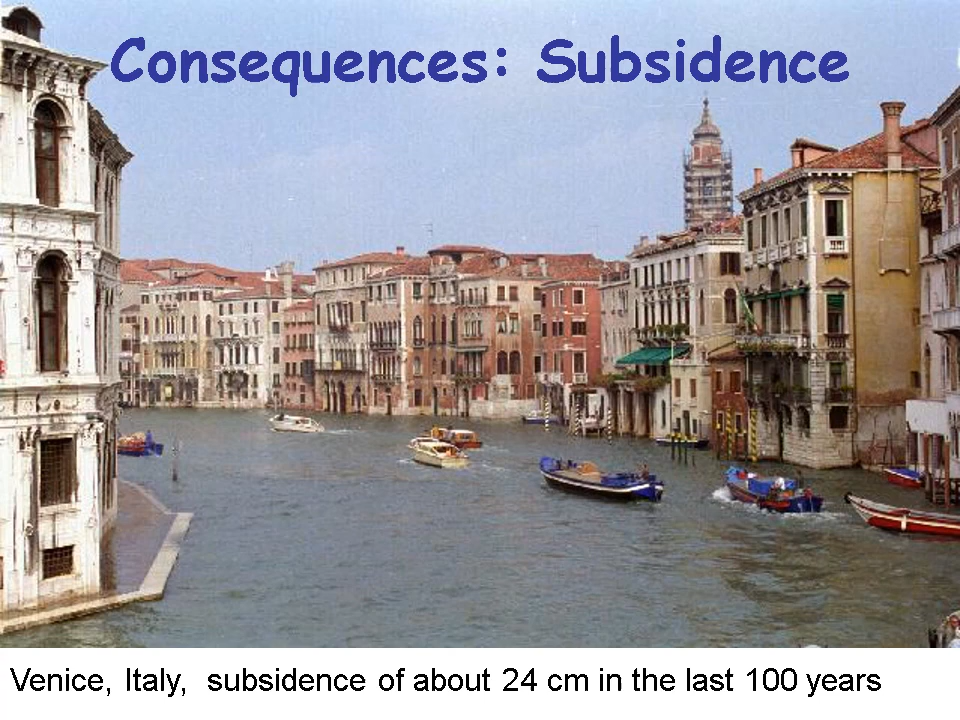 Consequences: Subsidence
Venice, Italy,  subsidence of about 24 cm in the last 100 years